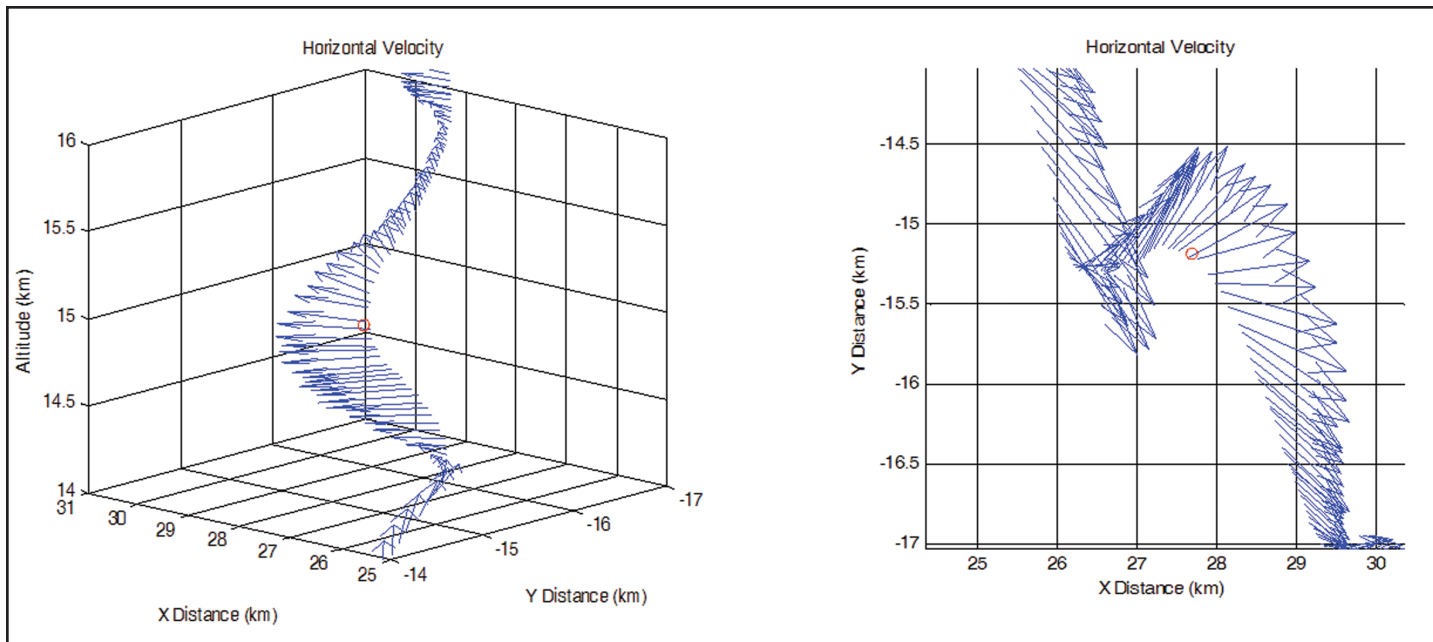 Horizontal Velocity
16
15.5
15
14.5
14
Altitude (km)
31
30
29
28
27
26
25
X Distance (km)
-14
-15
-16
-17
Y Distance (km)
Horizontal Velocity
-14.5
-15
-15.5
-16
-16.5
-17
Y Distance (km)
25 26 27 28 29 30
X Distance (km)